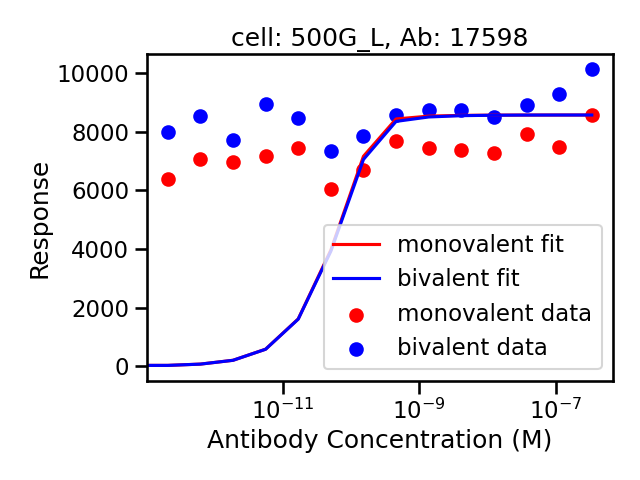 cell: 500G_L, Ab: 17598
10000
8000
6000
4000
2000
0
Response
monovalent fit
bivalent fit
monovalent data
bivalent data
10⁻¹¹ 10⁻⁹ 10⁻⁷
Antibody Concentration (M)